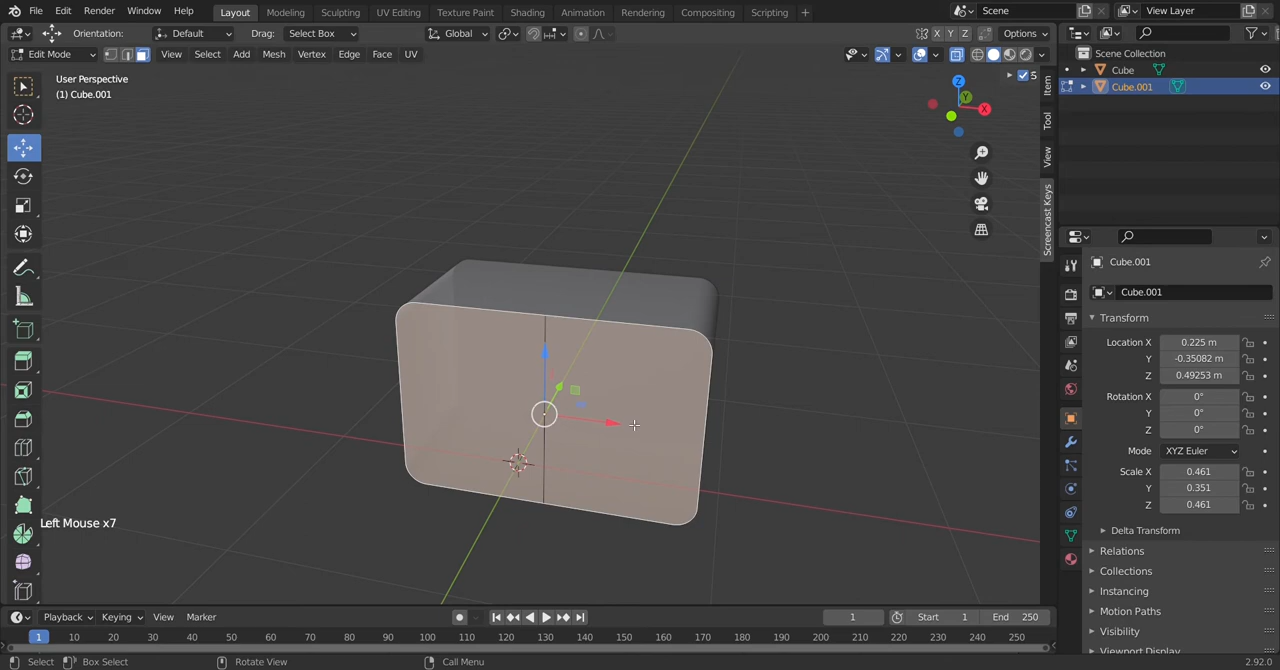 File Edit Render Window Help Layout Modeling Sculpting UV Editing Texture Paint Shading Animation Rendering Compositing Scripting + Scene View Layer
Orientation: Default Drag: Select Box Global X Y Z Options
Edit Mode View Select Add Mesh Vertex Edge Face UV
User Perspective
(1) Cube.001
Z
Y
X
Item
Tool
View
Screencast Keys
Left Mouse x7
Scene Collection
Cube
Cube.001
Cube.001
Cube.001
Transform
Location X 0.225 m
Y -0.35082 m
Z 0.49253 m
Rotation X 0°
Y 0°
Z 0°
Mode XYZ Euler
Scale X 0.461
Y 0.351
Z 0.461
Delta Transform
Relations
Collections
Instancing
Motion Paths
Visibility
Viewport Display
Playback Keying View Marker 1 Start 1 End 250
1 10 20 30 40 50 60 70 80 90 100 110 120 130 140 150 160 170 180 190 200 210 220 230 240 250
Select Box Select Rotate View Call Menu 2.92.0